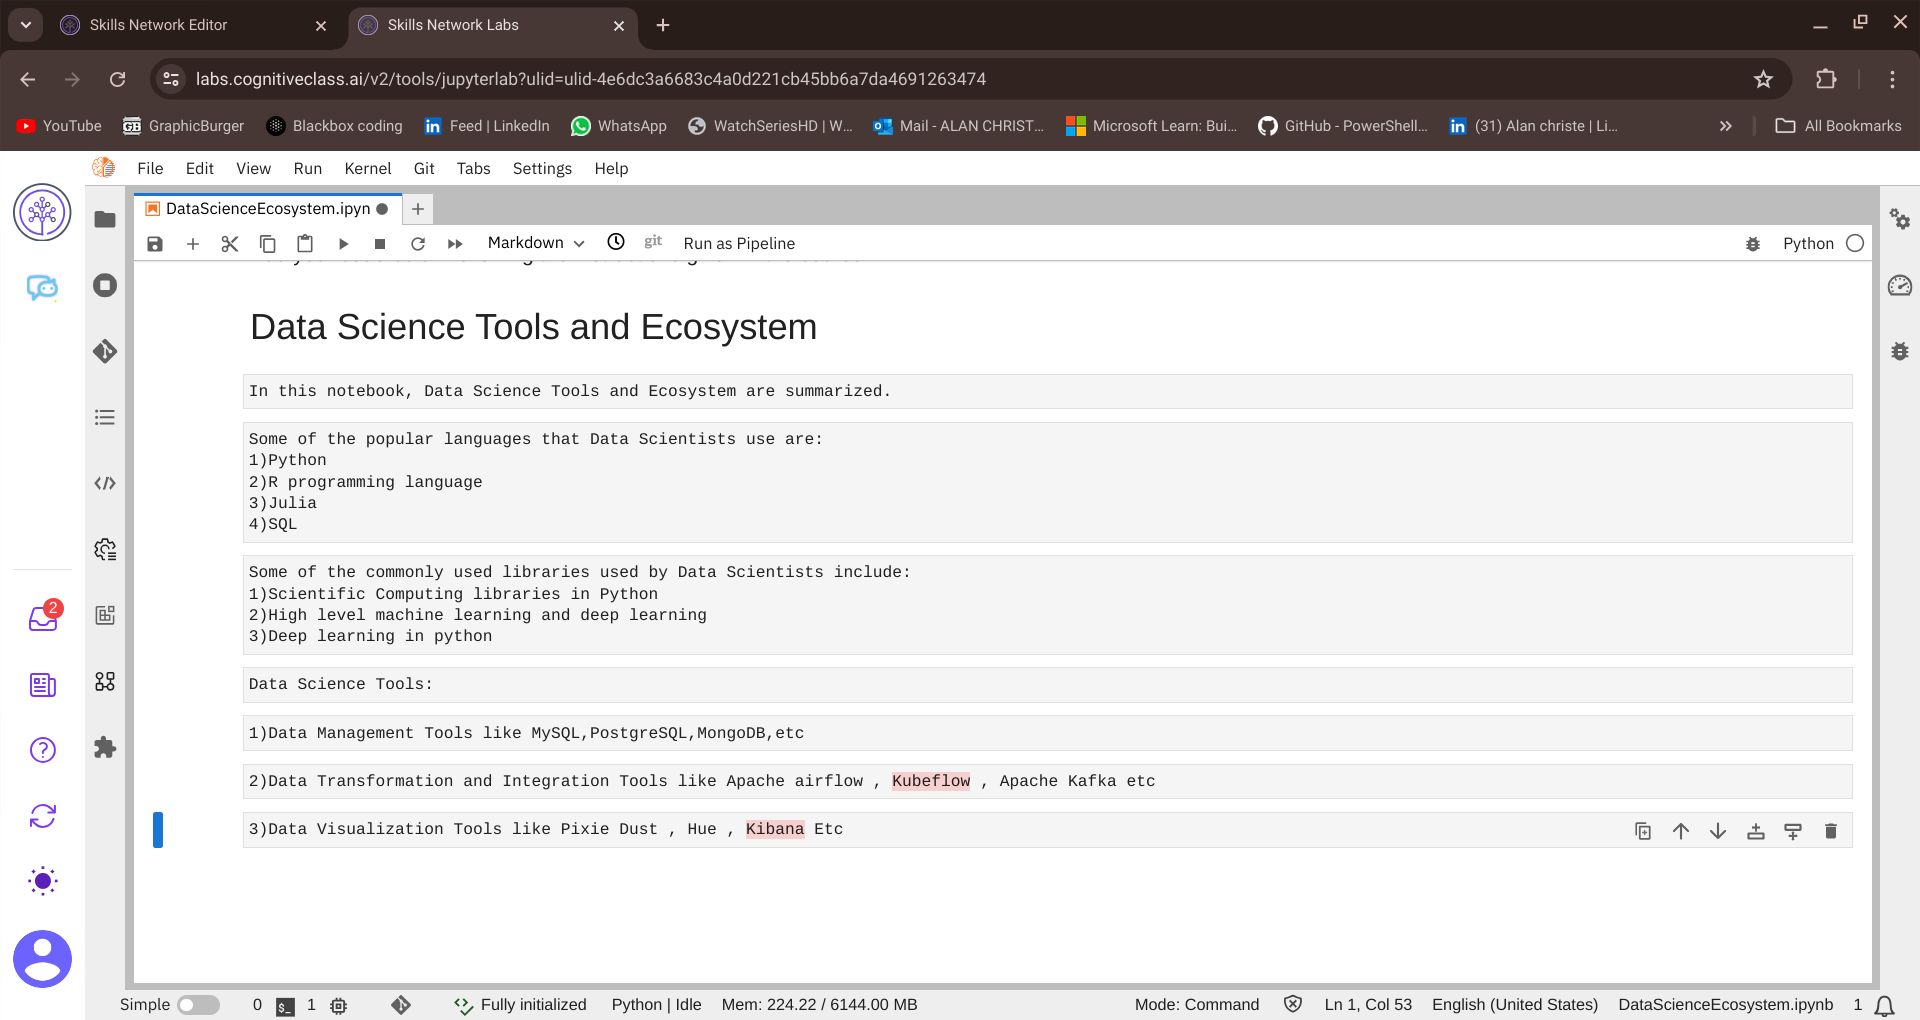 Skills Network Editor
Skills Network Labs
labs.cognitiveclass.ai/v2/tools/jupyterlab?ulid=ulid-4e6dc3a6683c4a0d221cb45bb6a7da4691263474
YouTube GraphicBurger Blackbox coding Feed | LinkedIn WhatsApp WatchSeriesHD | W... Mail - ALAN CHRIST... Microsoft Learn: Bui... GitHub - PowerShell... (31) Alan christe | Li... All Bookmarks
File Edit View Run Kernel Git Tabs Settings Help
DataScienceEcosystem.ipyn
Markdown git Run as Pipeline Python
Data Science Tools and Ecosystem
In this notebook, Data Science Tools and Ecosystem are summarized.
Some of the popular languages that Data Scientists use are:
1)Python
2)R programming language
3)Julia
4)SQL
Some of the commonly used libraries used by Data Scientists include:
1)Scientific Computing libraries in Python
2)High level machine learning and deep learning
3)Deep learning in python
Data Science Tools:
1)Data Management Tools like MySQL,PostgreSQL,MongoDB,etc
2)Data Transformation and Integration Tools like Apache airflow , Kubeflow , Apache Kafka etc
3)Data Visualization Tools like Pixie Dust , Hue , Kibana Etc
2
Simple 0 1 Fully initialized Python | Idle Mem: 224.22 / 6144.00 MB Mode: Command Ln 1, Col 53 English (United States) DataScienceEcosystem.ipynb 1